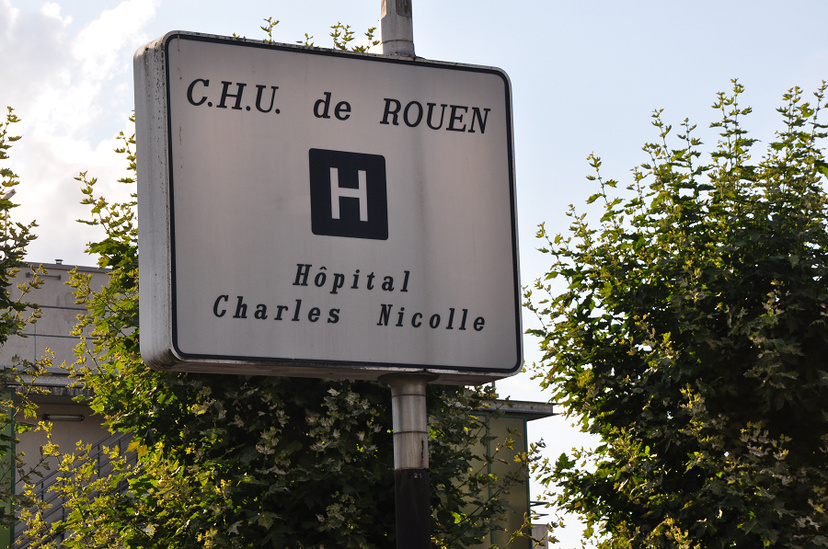 C.H.U. de ROUEN
H
Hôpital
Charles Nicolle